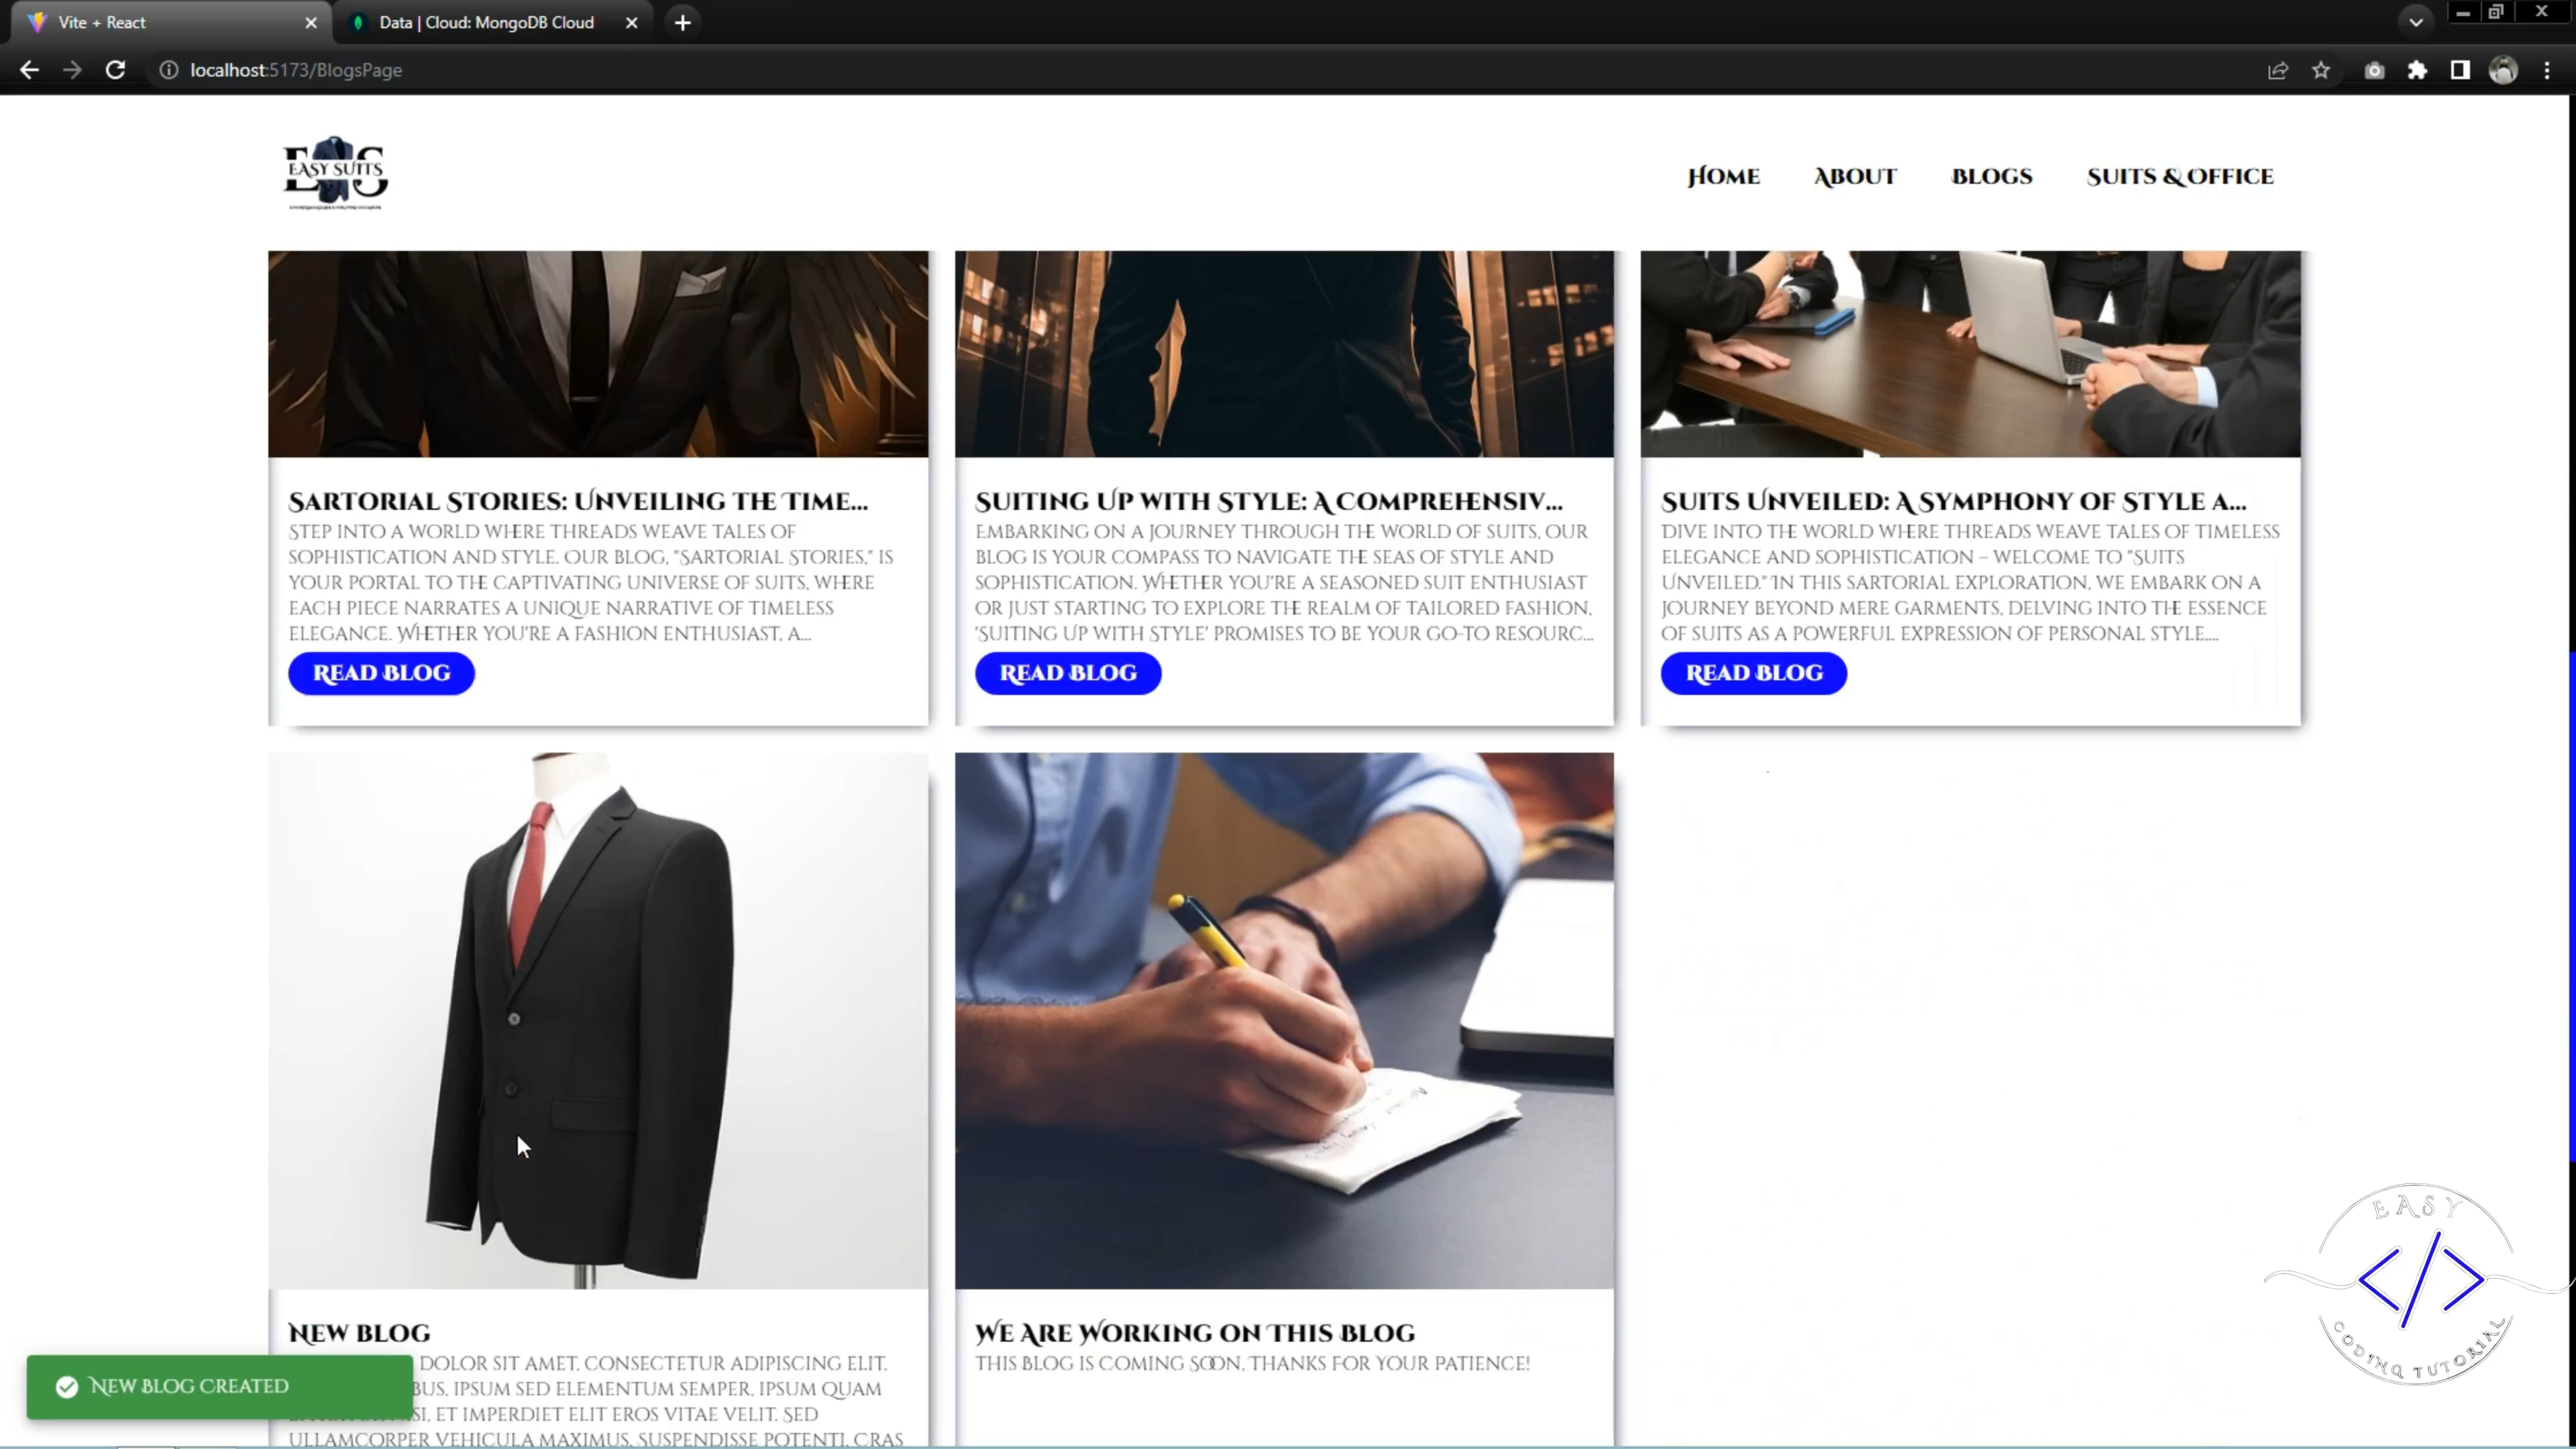 Vite + React
Data | Cloud: MongoDB Cloud
localhost:5173/BlogsPage
EASY SUITS
HOME
ABOUT
BLOGS
SUITS & OFFICE
SARTORIAL STORIES: UNVEILING THE TIME...
STEP INTO A WORLD WHERE THREADS WEAVE TALES OF
SOPHISTICATION AND STYLE. OUR BLOG, "SARTORIAL STORIES," IS
YOUR PORTAL TO THE CAPTIVATING UNIVERSE OF SUITS, WHERE
EACH PIECE NARRATES A UNIQUE NARRATIVE OF TIMELESS
ELEGANCE. WHETHER YOU'RE A FASHION ENTHUSIAST, A...
READ BLOG
SUITING UP WITH STYLE: A COMPREHENSIV...
EMBARKING ON A JOURNEY THROUGH THE WORLD OF SUITS, OUR
BLOG IS YOUR COMPASS TO NAVIGATE THE SEAS OF STYLE AND
SOPHISTICATION. WHETHER YOU'RE A SEASONED SUIT ENTHUSIAST
OR JUST STARTING TO EXPLORE THE REALM OF TAILORED FASHION,
'SUITING UP WITH STYLE' PROMISES TO BE YOUR GO-TO RESOURC...
READ BLOG
SUITS UNVEILED: A SYMPHONY OF STYLE A...
DIVE INTO THE WORLD WHERE THREADS WEAVE TALES OF TIMELESS
ELEGANCE AND SOPHISTICATION – WELCOME TO "SUITS
UNVEILED." IN THIS SARTORIAL EXPLORATION, WE EMBARK ON A
JOURNEY BEYOND MERE GARMENTS, DELVING INTO THE ESSENCE
OF SUITS AS A POWERFUL EXPRESSION OF PERSONAL STYLE....
READ BLOG
NEW BLOG
DOLOR SIT AMET, CONSECTETUR ADIPISCING ELIT.
IPSUM SED ELEMENTUM SEMPER, IPSUM QUAM
ET IMPERDIET ELIT EROS VITAE VELIT. SED
ULLAMCORPER VEHICULA MAXIMUS. SUSPENDISSE POTENTI. CRAS
WE ARE WORKING ON THIS BLOG
THIS BLOG IS COMING SOON, THANKS FOR YOUR PATIENCE!
NEW BLOG CREATED
EASY
CODING TUTORIAL